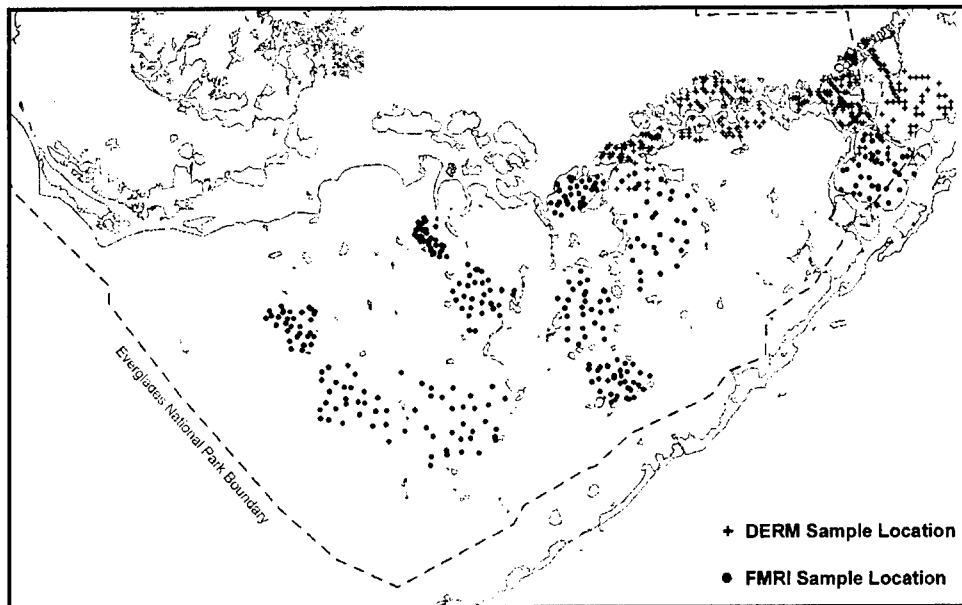 Everglades National Park Boundary
+ DERM Sample Location
● FMRI Sample Location